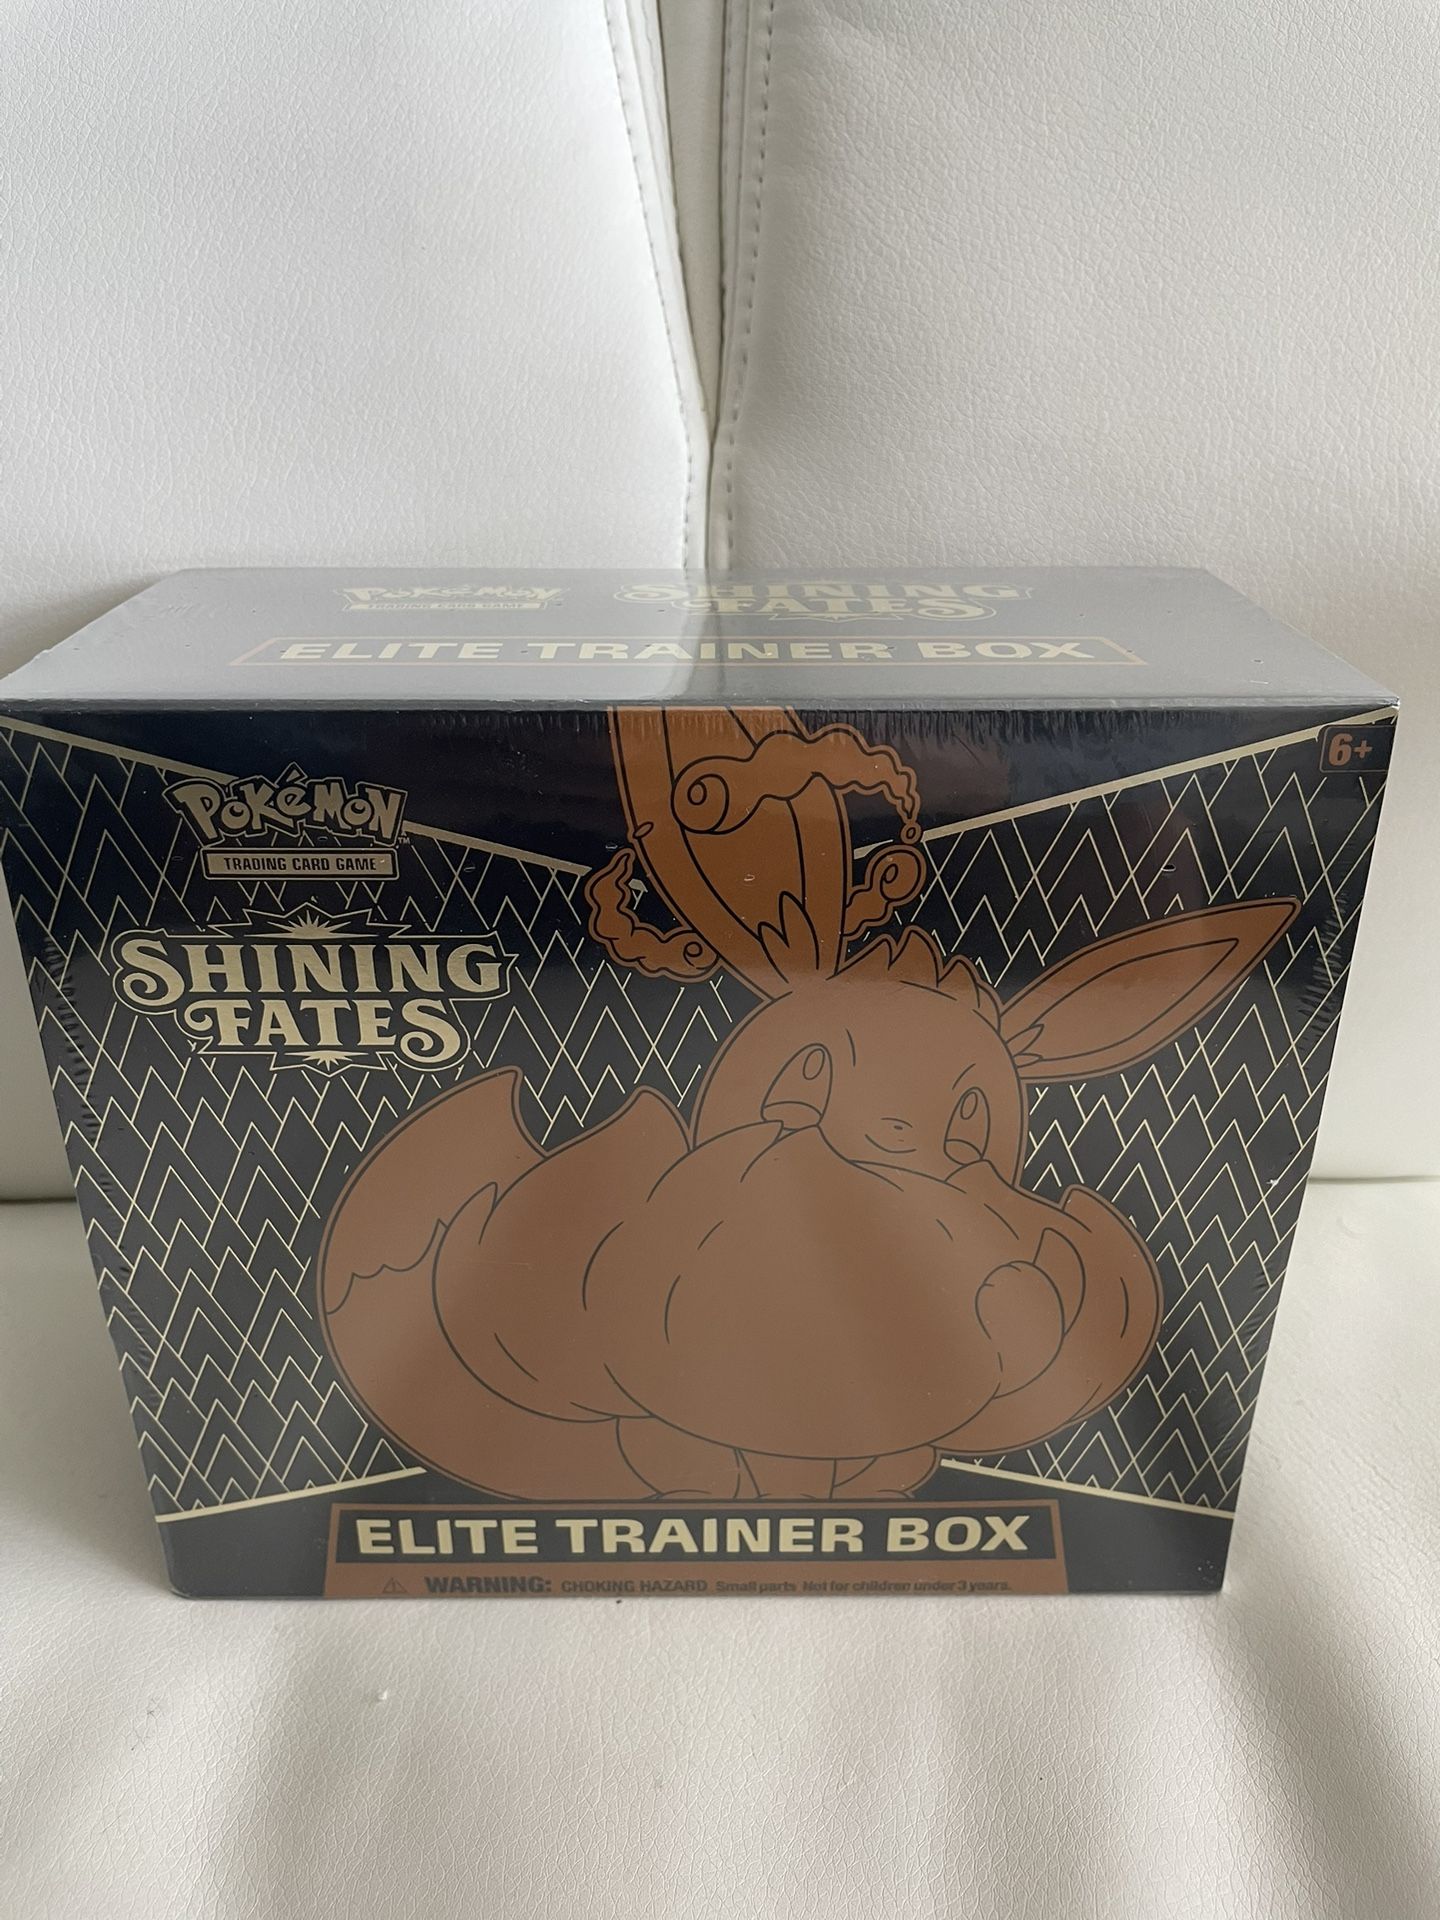 POKéMON
TRADING CARD GAME
SHINING
FATES
ELITE TRAINER BOX
6+
POKéMON™
TRADING CARD GAME
SHINING
FATES
ELITE TRAINER BOX
WARNING: CHOKING HAZARD Small parts Not for children under 3 years.